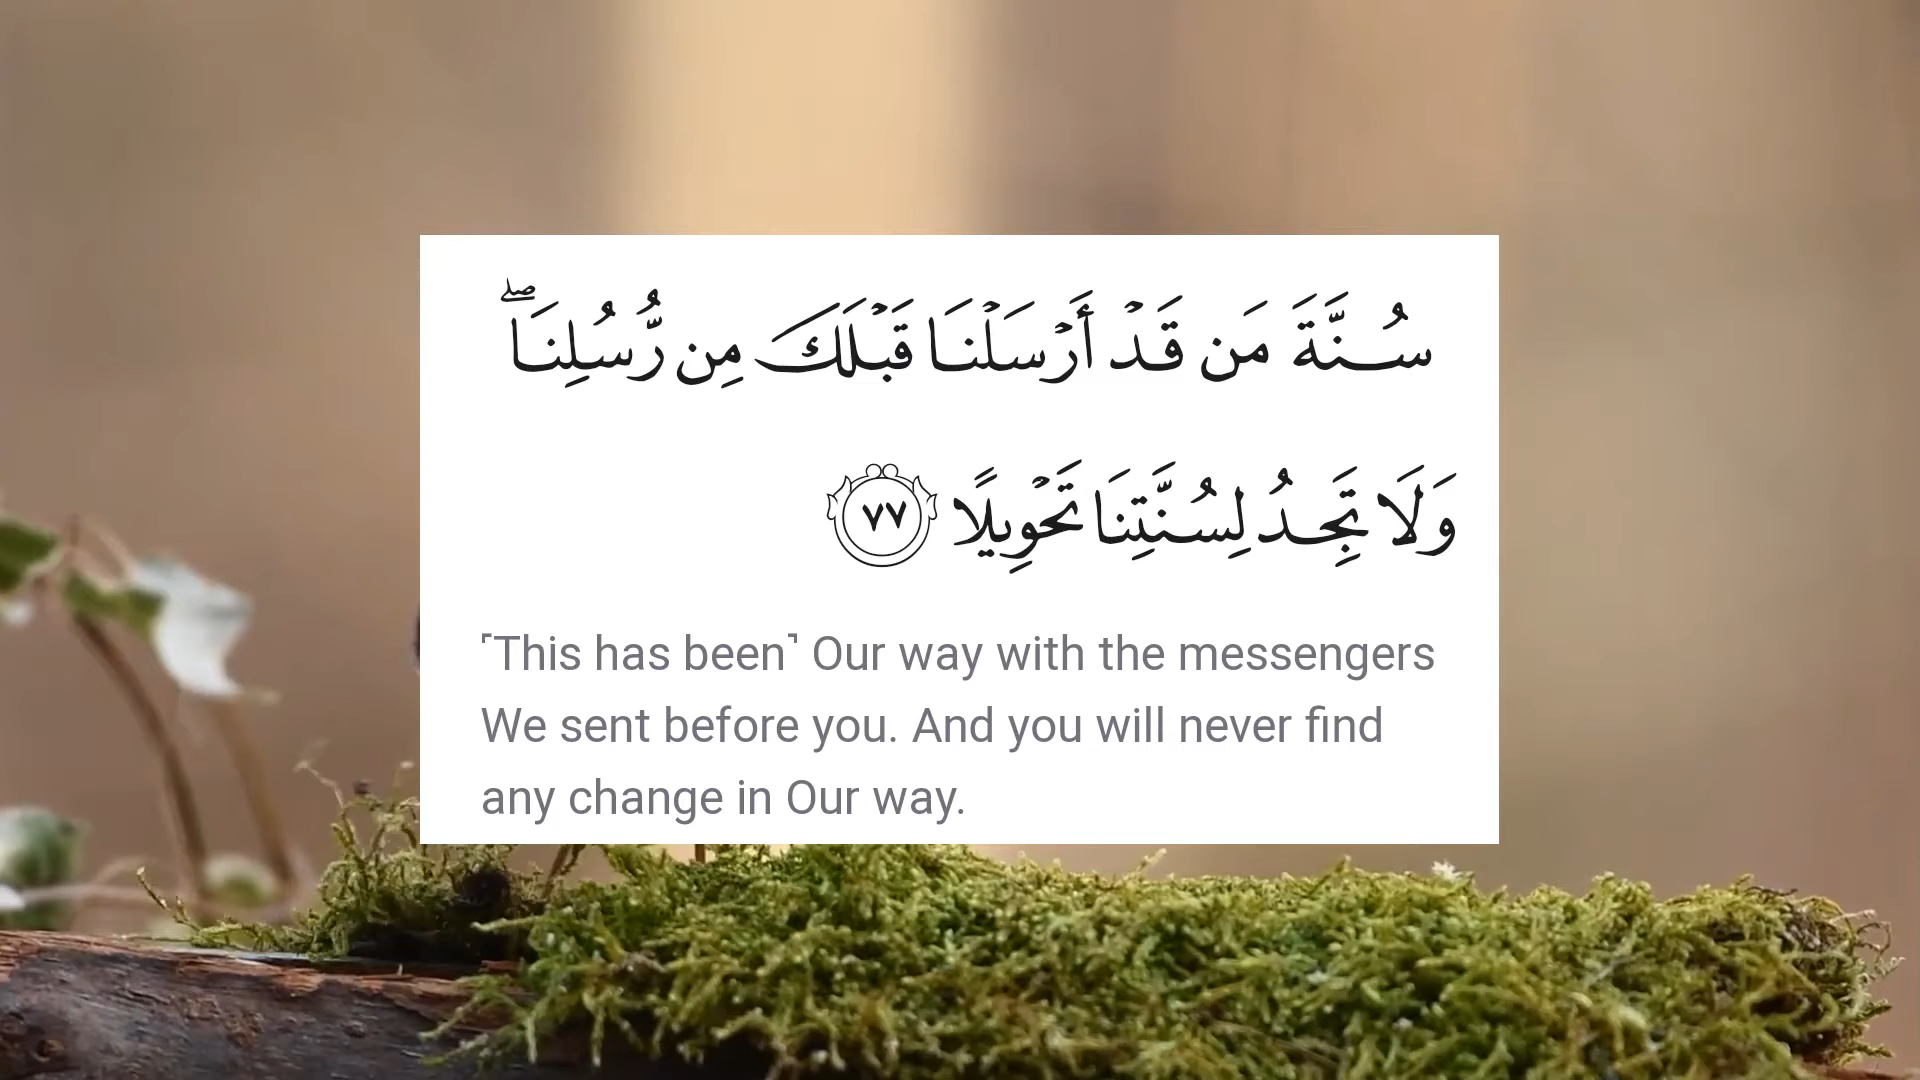 سُنَّةَ مَن قَدْ أَرْسَلْنَا قَبْلَكَ مِن رُّسُلِنَا ۖ
وَلَا تَجِدُ لِسُنَّتِنَا تَحْوِيلًا ٧٧
˹This has been˺ Our way with the messengers
We sent before you. And you will never find
any change in Our way.